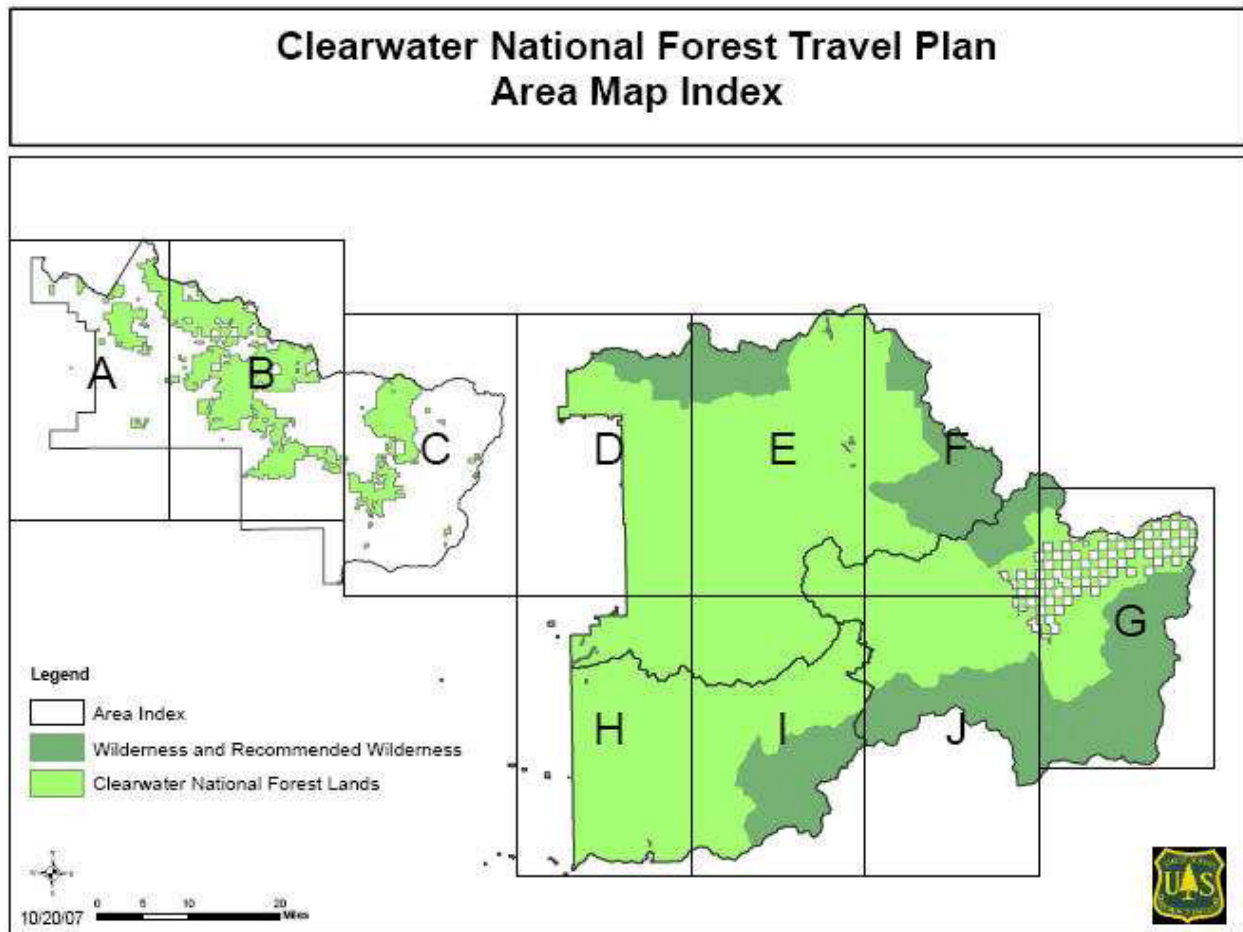 Clearwater National Forest Travel Plan
Area Map Index
A
B
C
D
E
F
G
H
I
J
Legend
Area Index
Wilderness and Recommended Wilderness
Clearwater National Forest Lands
10/20/07
0 5 10 20
Miles
U S